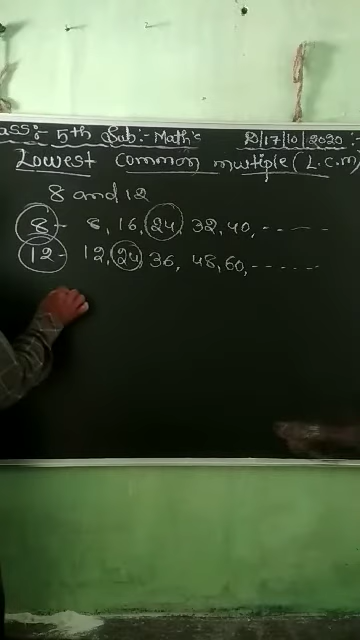 ass:- 5th Sub:- Math's D/17/10/2020:-
Lowest Common multiple (L.C.M
8 and 12
8 - 8, 16, 24, 32, 40, - - - - -
12 - 12, 24, 36, 48, 60, - - - - - -